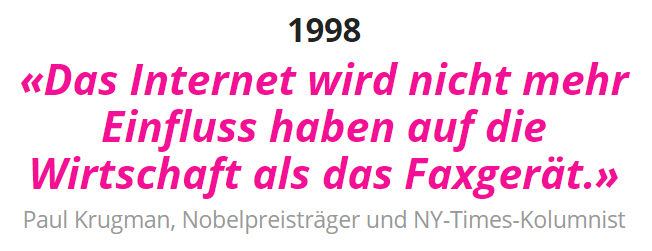 1998
«Das Internet wird nicht mehr
Einfluss haben auf die
Wirtschaft als das Faxgerät.»
Paul Krugman, Nobelpreisträger und NY-Times-Kolumnist